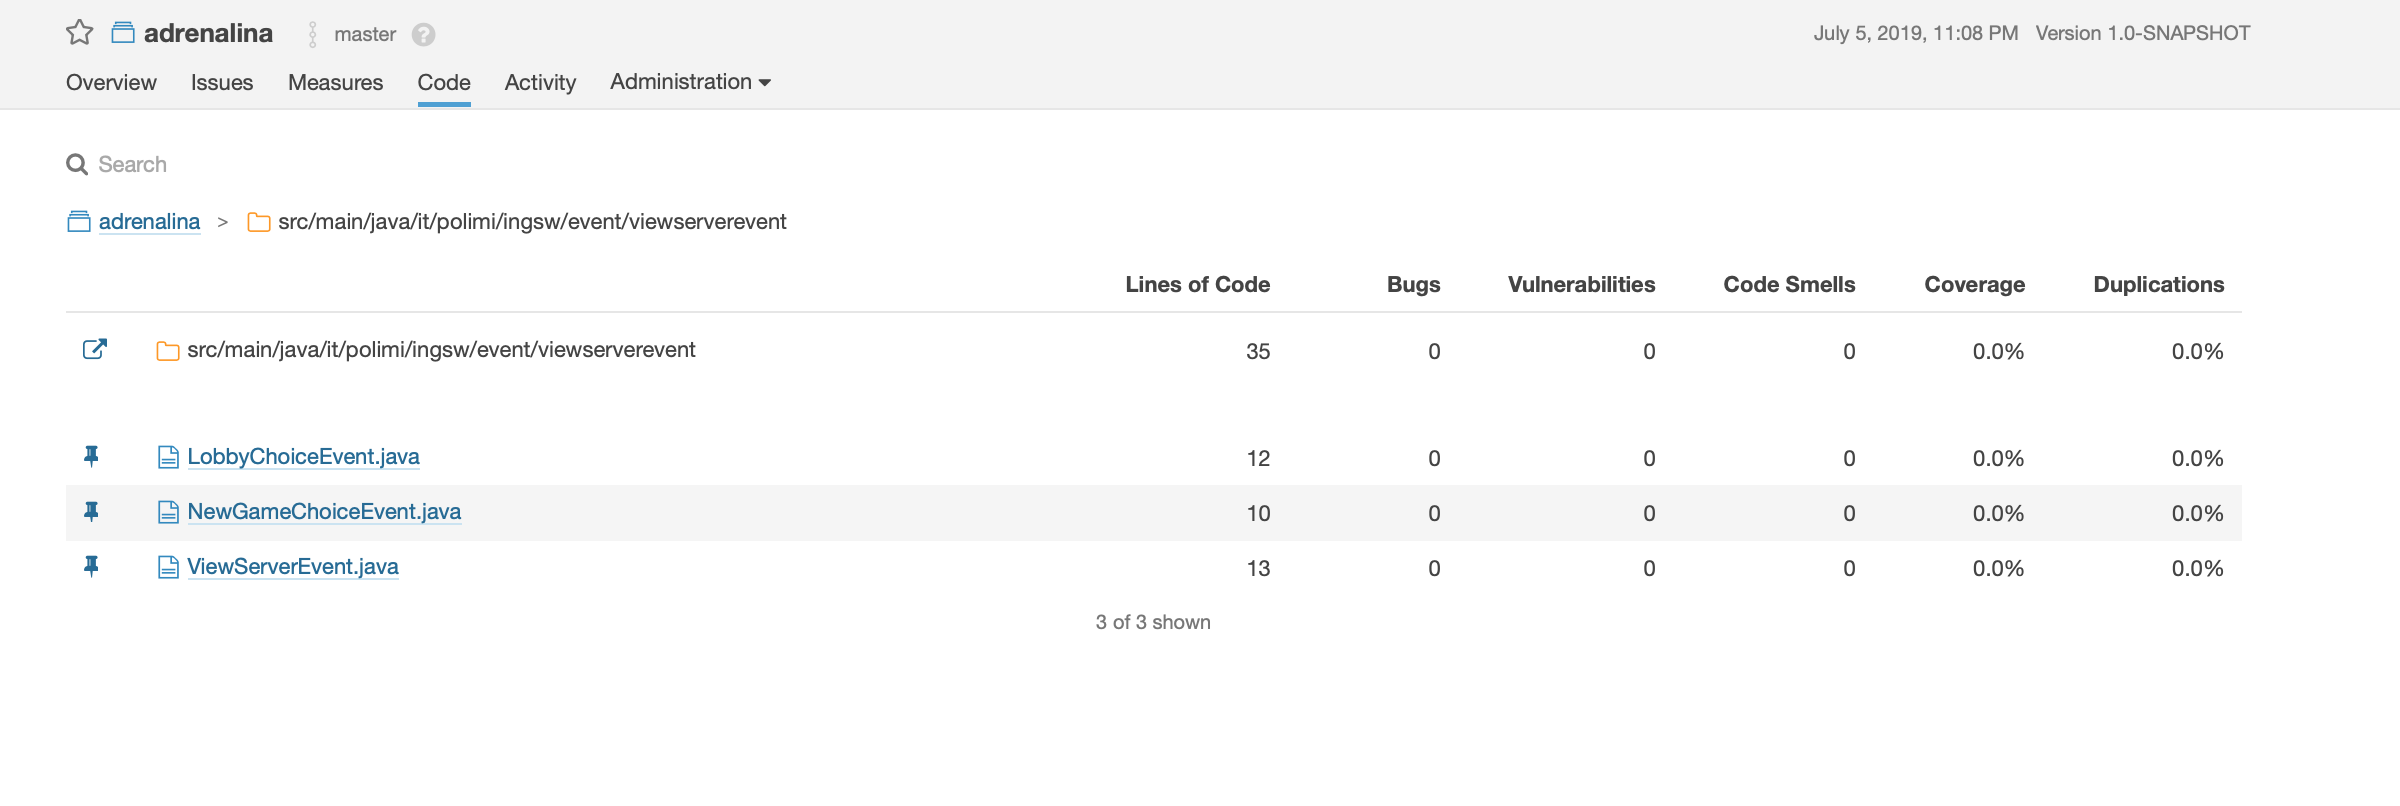 adrenalina master ? July 5, 2019, 11:08 PM Version 1.0-SNAPSHOT
Overview Issues Measures Code Activity Administration
Search
adrenalina > src/main/java/it/polimi/ingsw/event/viewserverevent
Lines of Code Bugs Vulnerabilities Code Smells Coverage Duplications
src/main/java/it/polimi/ingsw/event/viewserverevent 35 0 0 0 0.0% 0.0%
LobbyChoiceEvent.java 12 0 0 0 0.0% 0.0%
NewGameChoiceEvent.java 10 0 0 0 0.0% 0.0%
ViewServerEvent.java 13 0 0 0 0.0% 0.0%
3 of 3 shown